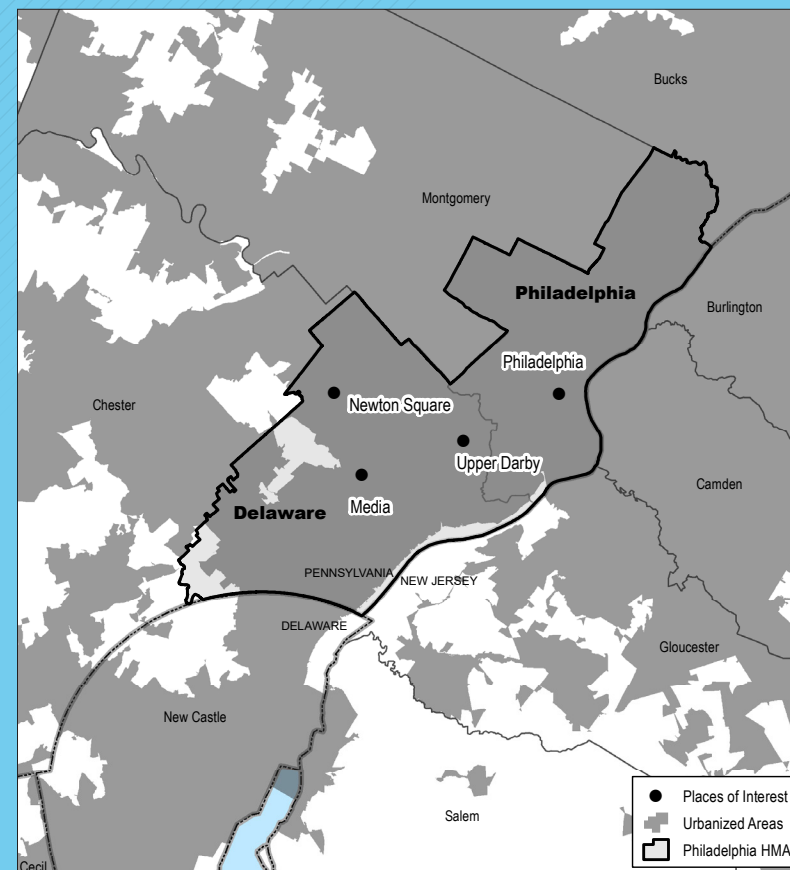 Bucks
Montgomery
Philadelphia
Burlington
Philadelphia
Chester
Newton Square
Upper Darby
Camden
Media
Delaware
PENNSYLVANIA
NEW JERSEY
DELAWARE
Gloucester
New Castle
Salem
Cecil
Places of Interest
Urbanized Areas
Philadelphia HMA